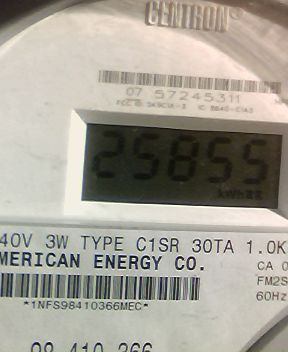 CENTRON®
07 57245311
25855
kWh
40V 3W TYPE C1SR 30TA 1.0K
MERICAN ENERGY CO.
CA 0
FM2S
60Hz
*1NFS98410366MEC*
98 410 366